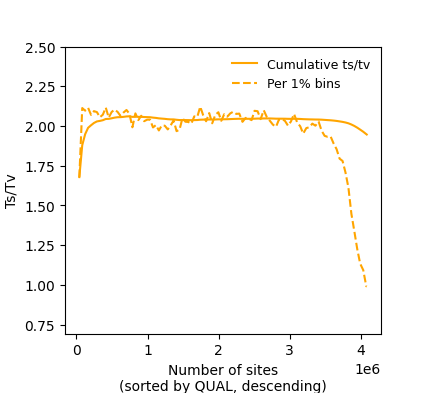 2.50
2.25
2.00
1.75
1.50
1.25
1.00
0.75
Ts/Tv
Cumulative ts/tv
Per 1% bins
0 1 2 3 4
1e6
Number of sites
(sorted by QUAL, descending)